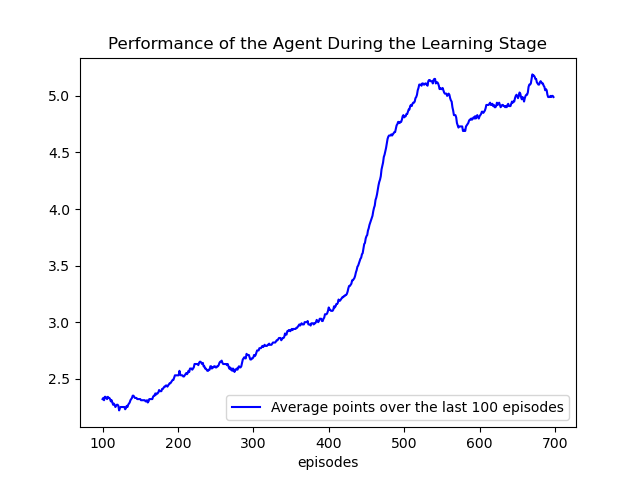 Performance of the Agent During the Learning Stage
5.0
4.5
4.0
3.5
3.0
2.5
Average points over the last 100 episodes
100 200 300 400 500 600 700
episodes